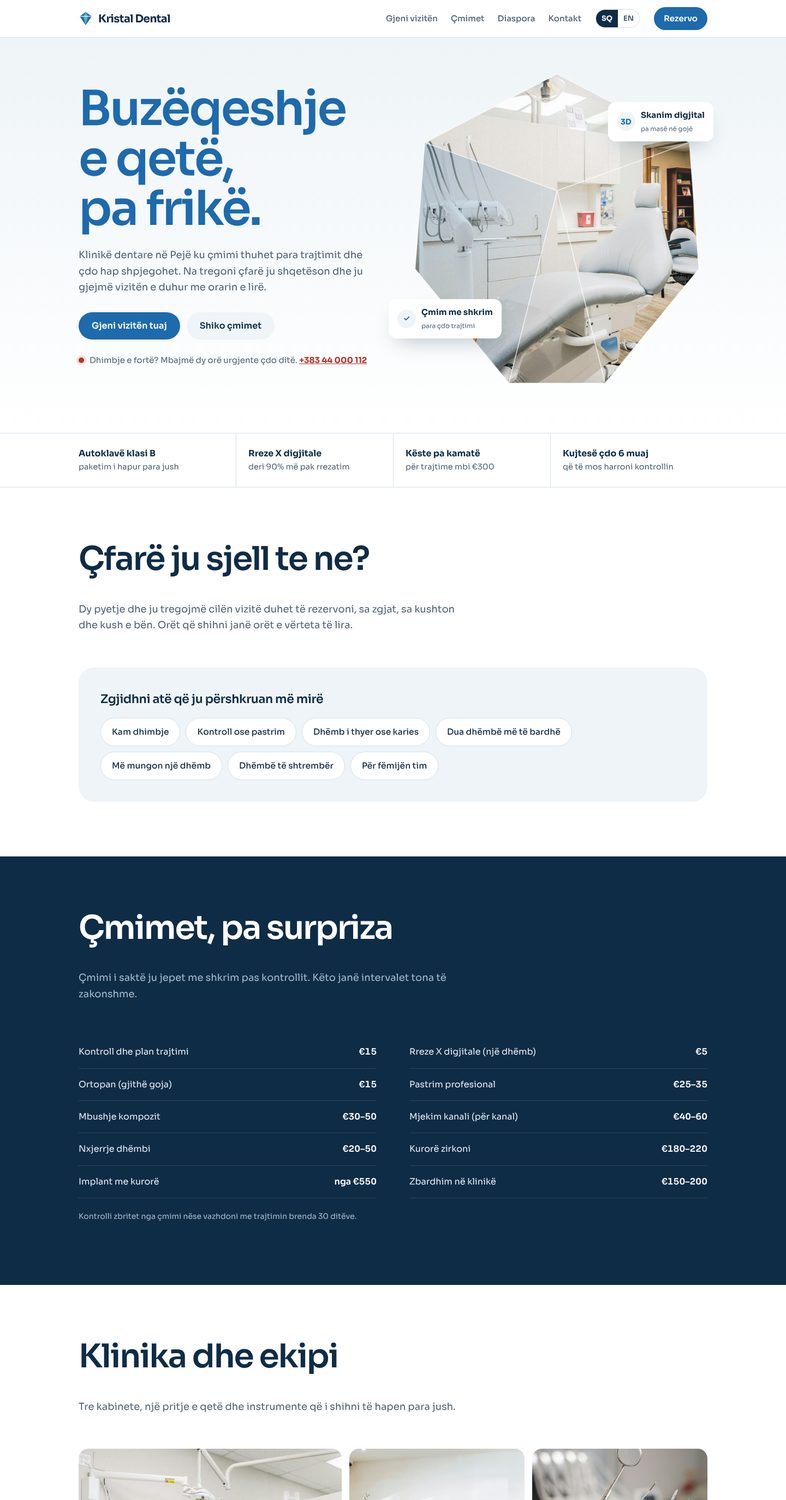 Kristal Dental
Gjeni vizitën
Çmimet
Diaspora
Kontakt
SQ
EN
Rezervo
Buzëqeshje
e qetë,
pa frikë.
Klinikë dentare në Pejë ku çmimi thuhet para trajtimit dhe
çdo hap shpjegohet. Na tregoni çfarë ju shqetëson dhe ju
gjejmë vizitën e duhur me orarin e lirë.
Gjeni vizitën tuaj
Shiko çmimet
Dhimbje e fortë? Mbajmë dy orë urgjente çdo ditë. +383 44 000 112
3D
Skanim digjital
pa masë në gojë
Çmim me shkrim
para çdo trajtimi
Autoklavë klasi B
paketim i hapur para jush
Rreze X digjitale
deri 90% më pak rrezatim
Këste pa kamatë
për trajtime mbi €300
Kujtesë çdo 6 muaj
që të mos harroni kontrollin
Çfarë ju sjell te ne?
Dy pyetje dhe ju tregojmë cilën vizitë duhet të rezervoni, sa zgjat, sa kushton
dhe kush e bën. Orët që shihni janë orët e vërteta të lira.
Zgjidhni atë që ju përshkruan më mirë
Kam dhimbje
Kontroll ose pastrim
Dhëmb i thyer ose karies
Dua dhëmbë më të bardhë
Më mungon një dhëmb
Dhëmbë të shtrembër
Për fëmijën tim
Çmimet, pa surpriza
Çmimi i saktë ju jepet me shkrim pas kontrollit. Këto janë intervalet tona të
zakonshme.
Kontroll dhe plan trajtimi €15
Rreze X digjitale (një dhëmb) €5
Ortopan (gjithë goja) €15
Pastrim profesional €25–35
Mbushje kompozit €30–50
Mjekim kanali (për kanal) €40–60
Nxjerrje dhëmbi €20–50
Kurorë zirkoni €180–220
Implant me kurorë nga €550
Zbardhim në klinikë €150–200
Kontrolli zbritet nga çmimi nëse vazhdoni me trajtimin brenda 30 ditëve.
Klinika dhe ekipi
Tre kabinete, një pritje e qetë dhe instrumente që i shihni të hapen para jush.